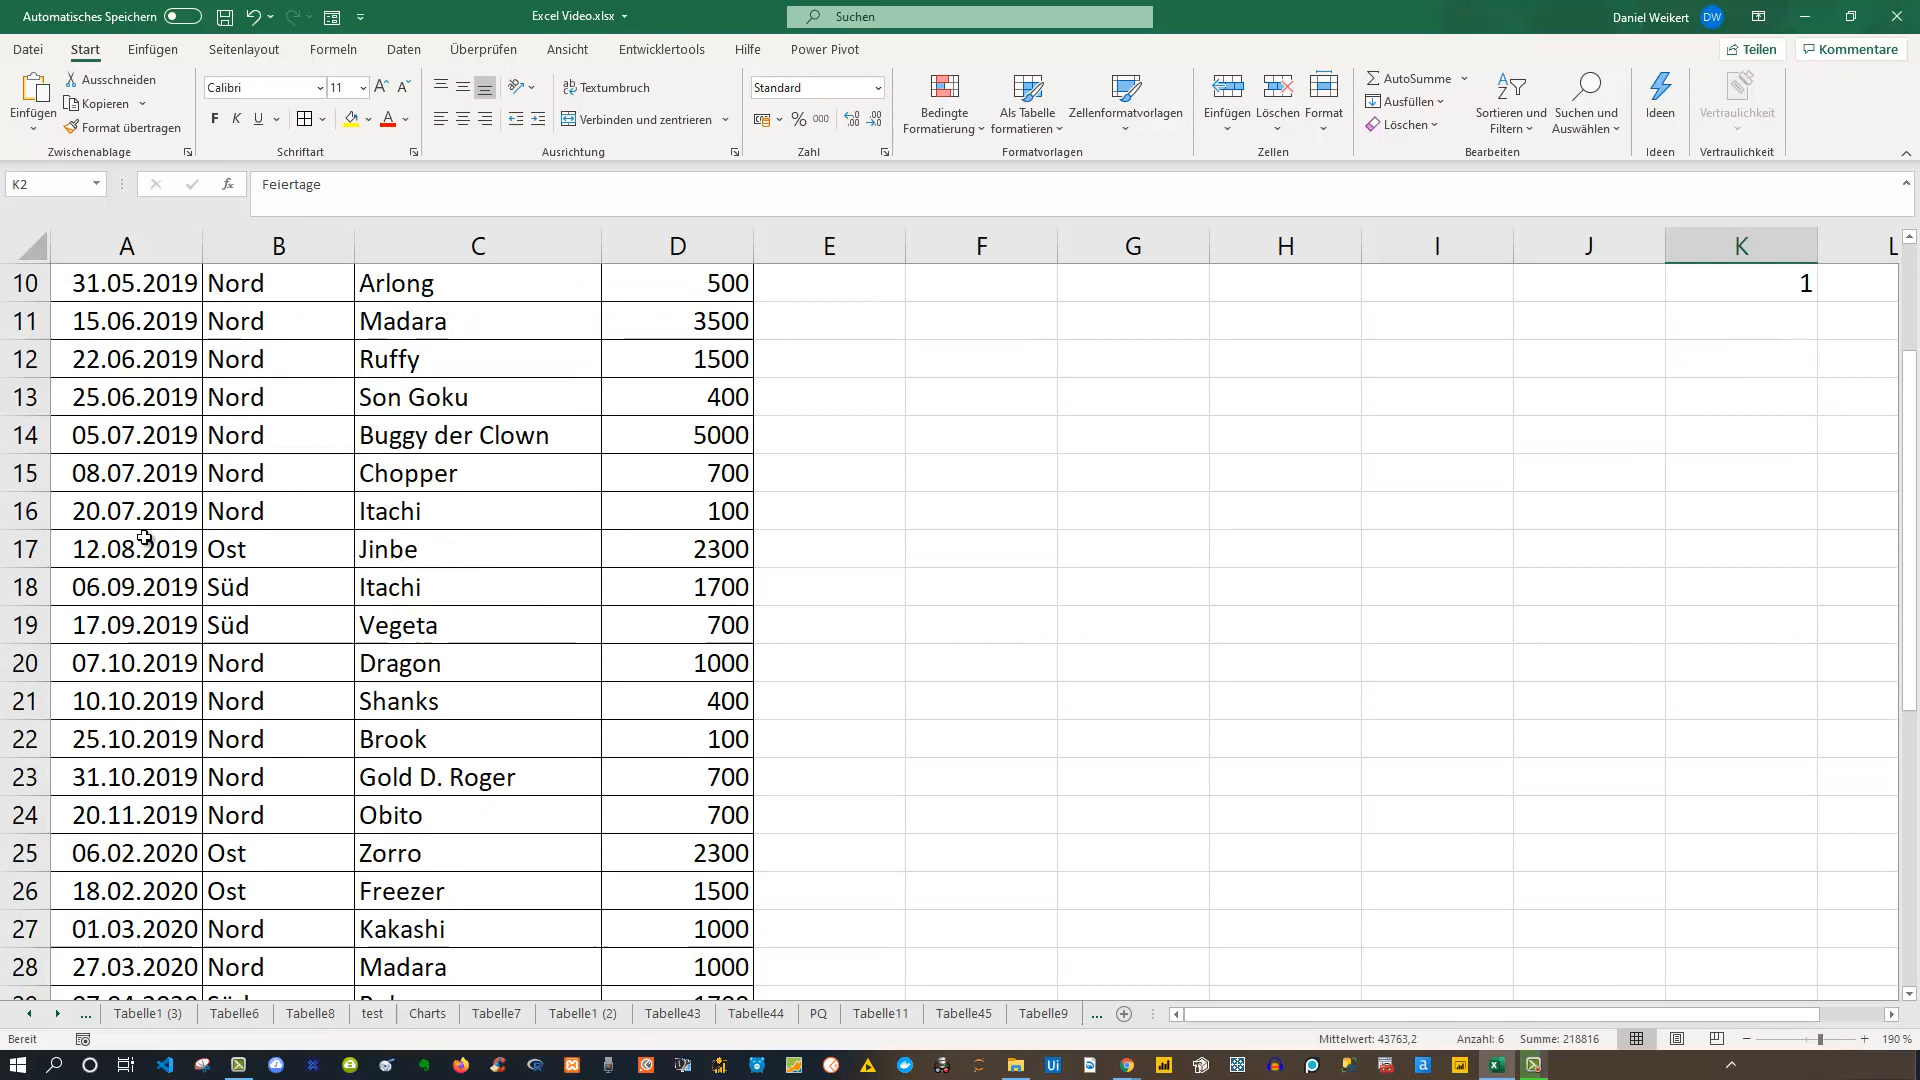 Automatisches Speichern
Excel Video.xlsx
Suchen
Daniel Weikert DW
Datei Start Einfügen Seitenlayout Formeln Daten Überprüfen Ansicht Entwicklertools Hilfe Power Pivot Teilen Kommentare
Einfügen
Ausschneiden
Kopieren
Format übertragen
Zwischenablage
Calibri 11
F K U
Schriftart
Textumbruch
Verbinden und zentrieren
Ausrichtung
Standard
% 000
Zahl
Bedingte Formatierung
Als Tabelle formatieren
Zellenformatvorlagen
Formatvorlagen
Einfügen Löschen Format
Zellen
AutoSumme
Ausfüllen
Löschen
Sortieren und Filtern
Suchen und Auswählen
Bearbeiten
Ideen
Ideen
Vertraulichkeit
Vertraulichkeit
K2 fx Feiertage
A B C D E F G H I J K L
10 31.05.2019 Nord Arlong 500 1
11 15.06.2019 Nord Madara 3500
12 22.06.2019 Nord Ruffy 1500
13 25.06.2019 Nord Son Goku 400
14 05.07.2019 Nord Buggy der Clown 5000
15 08.07.2019 Nord Chopper 700
16 20.07.2019 Nord Itachi 100
17 12.08.2019 Ost Jinbe 2300
18 06.09.2019 Süd Itachi 1700
19 17.09.2019 Süd Vegeta 700
20 07.10.2019 Nord Dragon 1000
21 10.10.2019 Nord Shanks 400
22 25.10.2019 Nord Brook 100
23 31.10.2019 Nord Gold D. Roger 700
24 20.11.2019 Nord Obito 700
25 06.02.2020 Ost Zorro 2300
26 18.02.2020 Ost Freezer 1500
27 01.03.2020 Nord Kakashi 1000
28 27.03.2020 Nord Madara 1000
... Tabelle1 (3) Tabelle6 Tabelle8 test Charts Tabelle7 Tabelle1 (2) Tabelle43 Tabelle44 PQ Tabelle11 Tabelle45 Tabelle9 ...
Bereit Mittelwert: 43763,2 Anzahl: 6 Summe: 218816 190 %